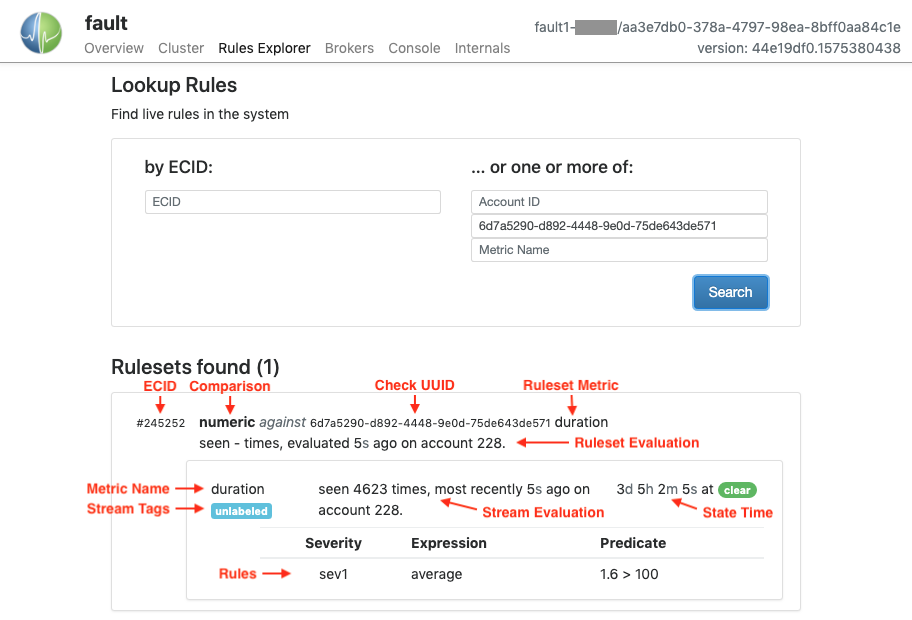 fault
fault1- /aa3e7db0-378a-4797-98ea-8bff0aa84c1e
Overview Cluster Rules Explorer Brokers Console Internals
version: 44e19df0.1575380438
Lookup Rules
Find live rules in the system
by ECID:
ECID
... or one or more of:
Account ID
6d7a5290-d892-4448-9e0d-75de643de571
Metric Name
Search
Rulesets found (1)
ECID Comparison Check UUID Ruleset Metric
#245252 numeric against 6d7a5290-d892-4448-9e0d-75de643de571 duration
seen - times, evaluated 5s ago on account 228. Ruleset Evaluation
Metric Name duration seen 4623 times, most recently 5s ago on 3d 5h 2m 5s at clear
Stream Tags unlabeled account 228. Stream Evaluation State Time
Severity Expression Predicate
Rules sev1 average 1.6 > 100